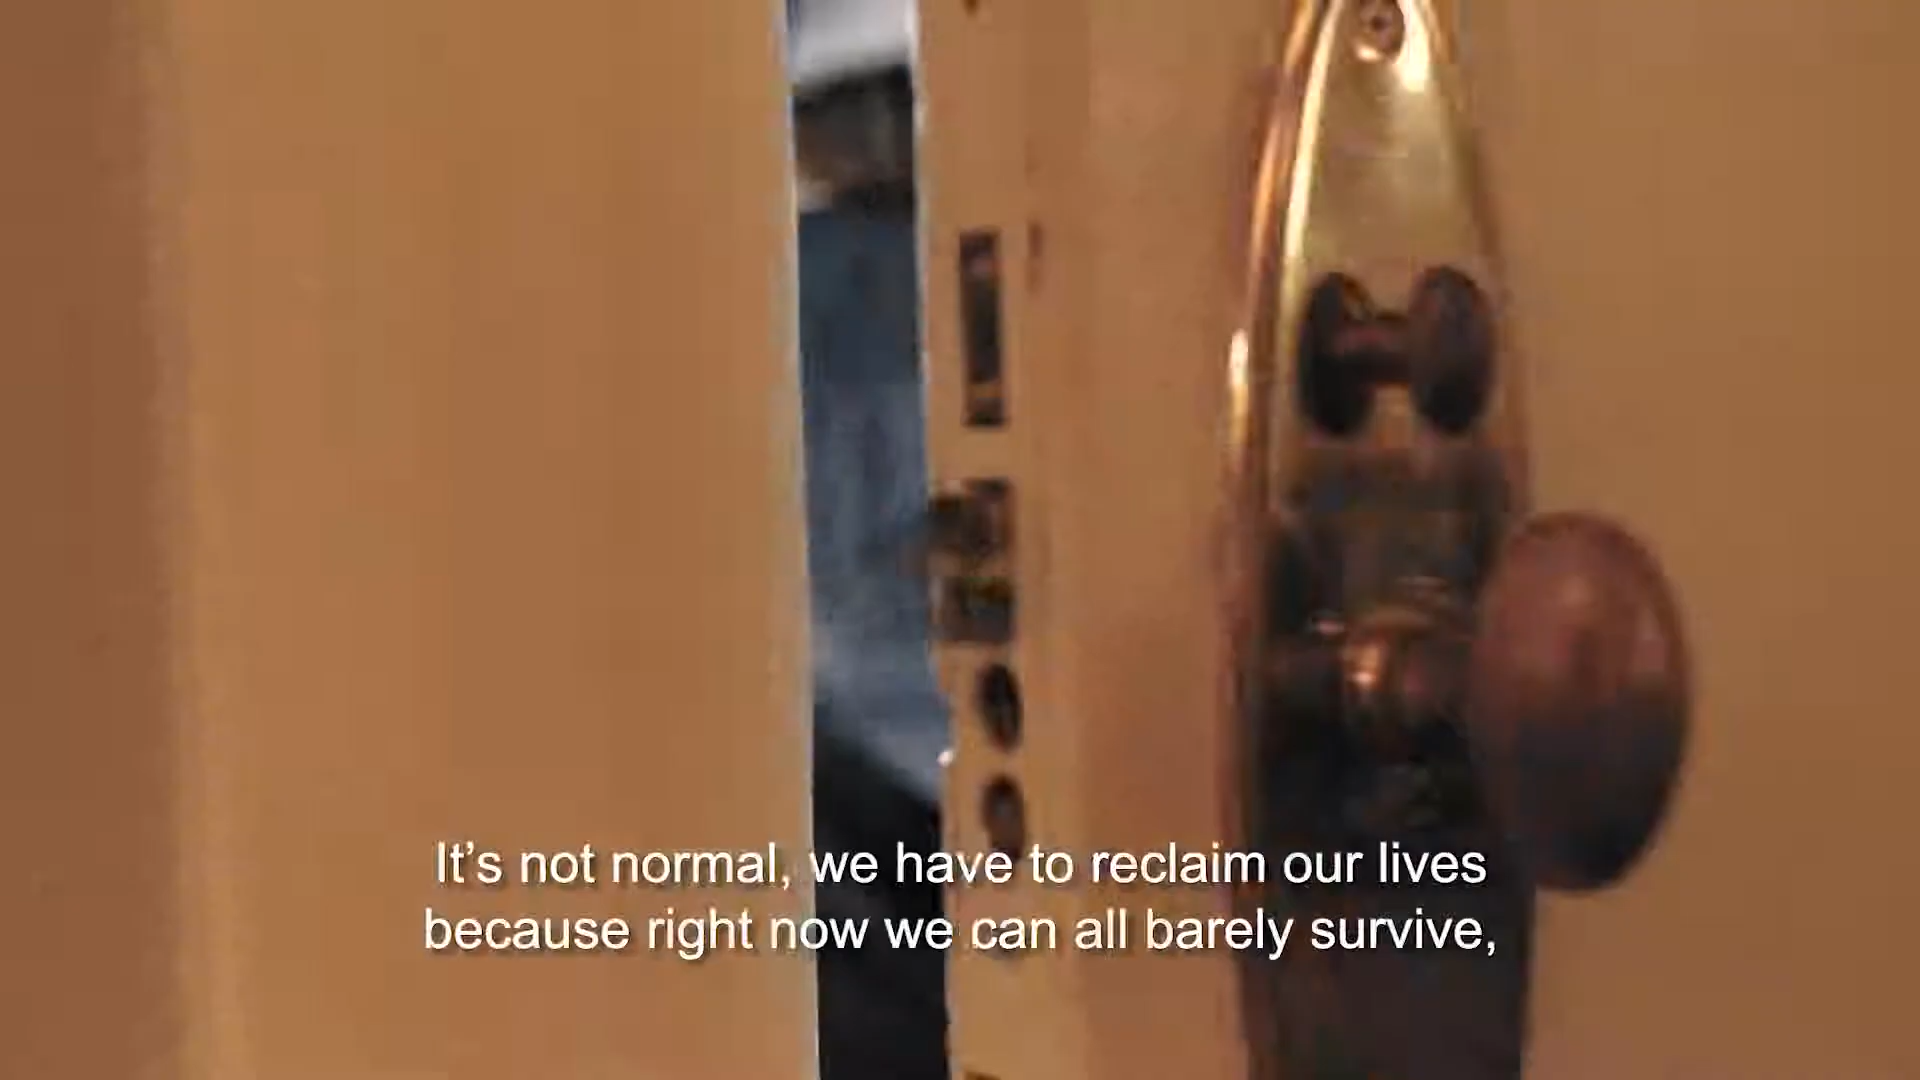 It’s not normal, we have to reclaim our lives
because right now we can all barely survive,